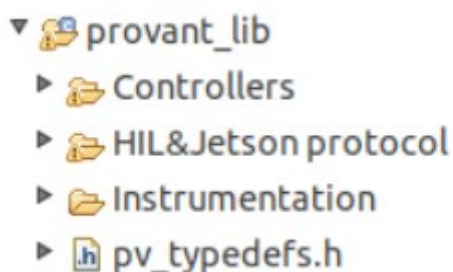 provant_lib
Controllers
HIL&Jetson protocol
Instrumentation
pv_typedefs.h